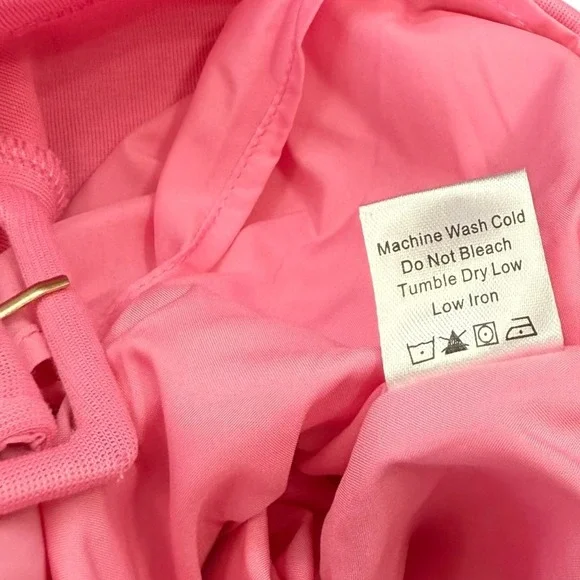 Machine Wash Cold
Do Not Bleach
Tumble Dry Low
Low Iron